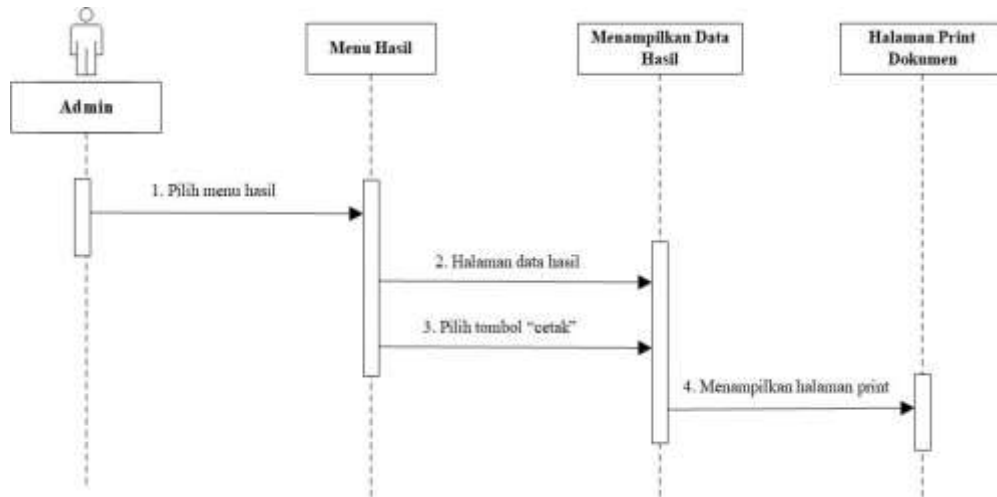 Menu Hasil
Menampilkan Data
Hasil
Halaman Print
Dokumen
Admin
1. Pilih menu hasil
2. Halaman data hasil
3. Pilih tombol “cetak”
4. Menampilkan halaman print